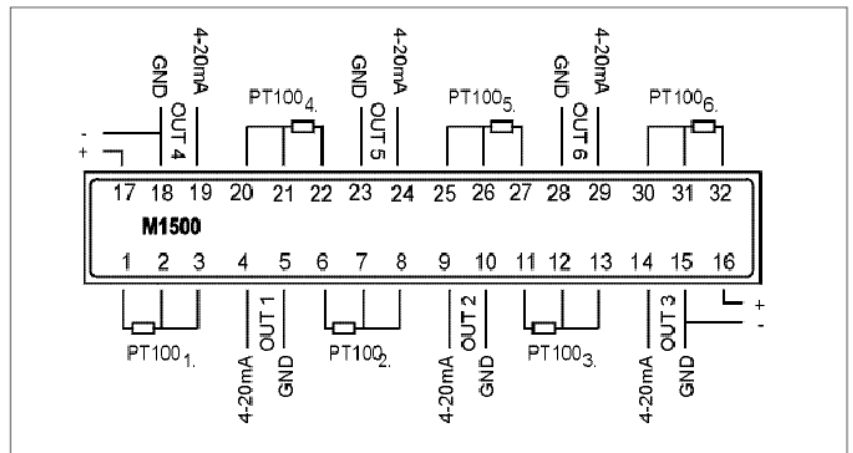 GND OUT 4 4-20mA
PT100 4.
GND OUT 5 4-20mA
PT100 5.
GND OUT 6 4-20mA
PT100 6.
-
+
17 18 19 20 21 22 23 24 25 26 27 28 29 30 31 32
M1500
1 2 3 4 5 6 7 8 9 10 11 12 13 14 15 16
+
-
PT100 1.
4-20mA OUT 1 GND
PT100 2.
4-20mA OUT 2 GND
PT100 3.
4-20mA OUT 3 GND